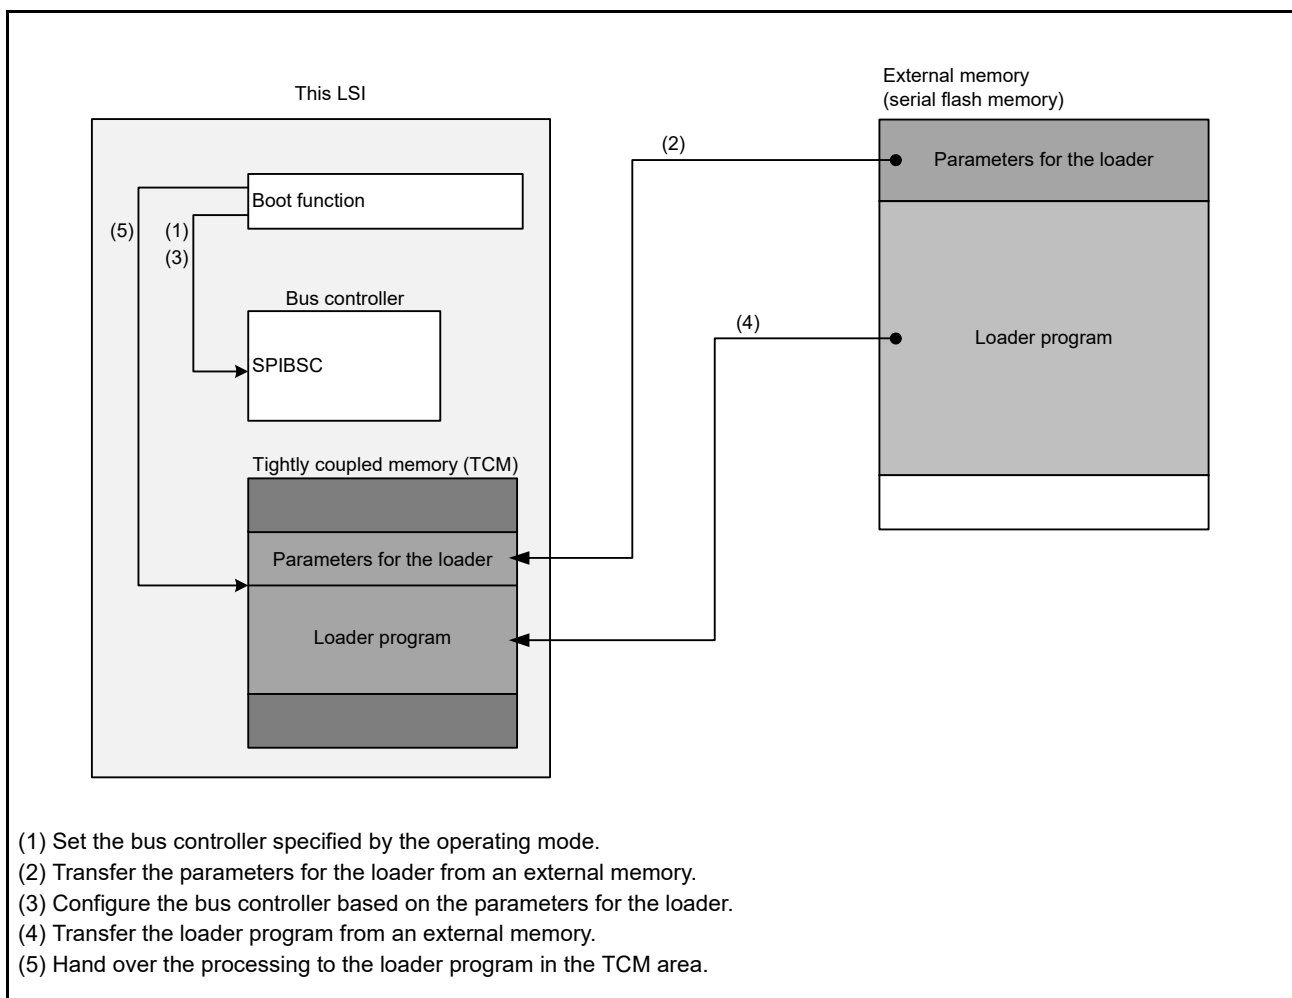 This LSI
External memory
(serial flash memory)
(2)
Parameters for the loader
Boot function
(5)
(1)
(3)
Bus controller
(4)
Loader program
SPIBSC
Tightly coupled memory (TCM)
Parameters for the loader
Loader program
(1) Set the bus controller specified by the operating mode.
(2) Transfer the parameters for the loader from an external memory.
(3) Configure the bus controller based on the parameters for the loader.
(4) Transfer the loader program from an external memory.
(5) Hand over the processing to the loader program in the TCM area.